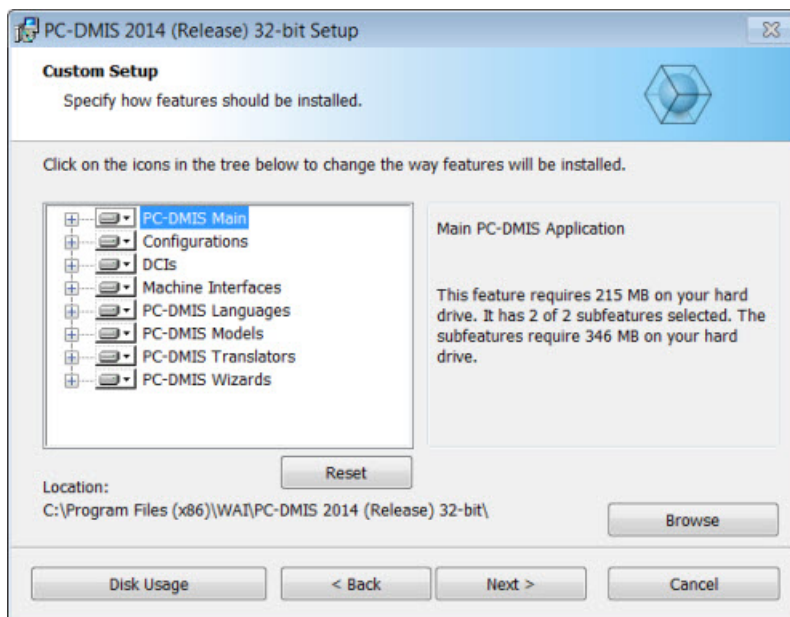 PC-DMIS 2014 (Release) 32-bit Setup
Custom Setup
Specify how features should be installed.
Click on the icons in the tree below to change the way features will be installed.
PC-DMIS Main
Configurations
DCIs
Machine Interfaces
PC-DMIS Languages
PC-DMIS Models
PC-DMIS Translators
PC-DMIS Wizards
Main PC-DMIS Application
This feature requires 215 MB on your hard
drive. It has 2 of 2 subfeatures selected. The
subfeatures require 346 MB on your hard
drive.
Reset
Location:
C:\Program Files (x86)\WAI\PC-DMIS 2014 (Release) 32-bit\
Browse
Disk Usage
< Back
Next >
Cancel